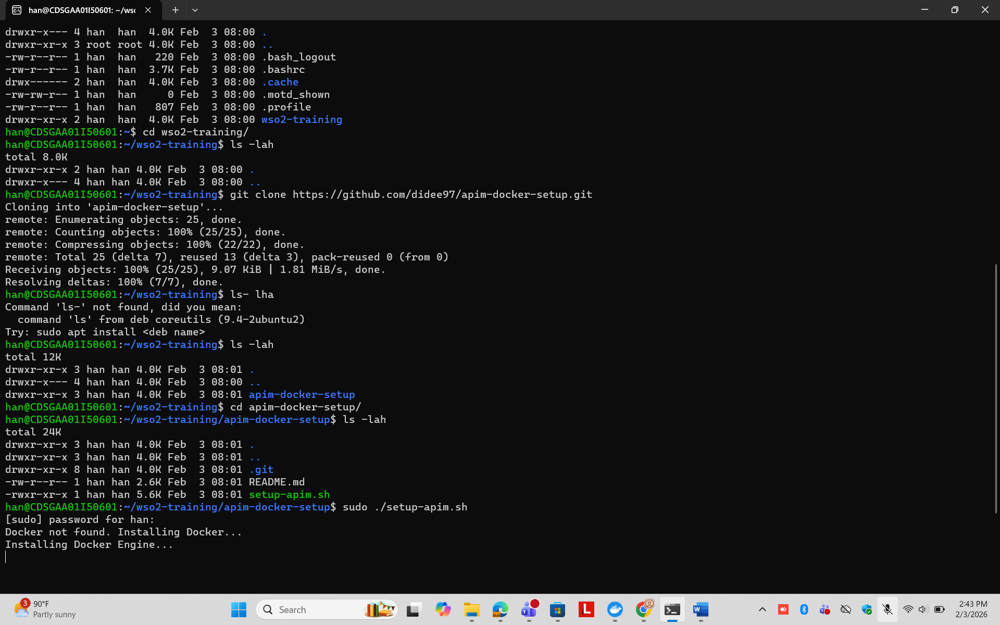 han@CDSGAA01I50601: ~/wso
drwxr-x--- 4 han  han  4.0K Feb  3 08:00 .
drwxr-xr-x 3 root root 4.0K Feb  3 08:00 ..
-rw-r--r-- 1 han  han   220 Feb  3 08:00 .bash_logout
-rw-r--r-- 1 han  han  3.7K Feb  3 08:00 .bashrc
drwx------ 2 han  han  4.0K Feb  3 08:00 .cache
-rw-rw-r-- 1 han  han     0 Feb  3 08:00 .motd_shown
-rw-r--r-- 1 han  han   807 Feb  3 08:00 .profile
drwxr-xr-x 2 han  han  4.0K Feb  3 08:00 wso2-training
han@CDSGAA01I50601:~$ cd wso2-training/
han@CDSGAA01I50601:~/wso2-training$ ls -lah
total 8.0K
drwxr-xr-x 2 han han 4.0K Feb  3 08:00 .
drwxr-x--- 4 han han 4.0K Feb  3 08:00 ..
han@CDSGAA01I50601:~/wso2-training$ git clone https://github.com/didee97/apim-docker-setup.git
Cloning into 'apim-docker-setup'...
remote: Enumerating objects: 25, done.
remote: Counting objects: 100% (25/25), done.
remote: Compressing objects: 100% (22/22), done.
remote: Total 25 (delta 7), reused 13 (delta 3), pack-reused 0 (from 0)
Receiving objects: 100% (25/25), 9.07 KiB | 1.81 MiB/s, done.
Resolving deltas: 100% (7/7), done.
han@CDSGAA01I50601:~/wso2-training$ ls- lha
Command 'ls-' not found, did you mean:
  command 'ls' from deb coreutils (9.4-2ubuntu2)
Try: sudo apt install <deb name>
han@CDSGAA01I50601:~/wso2-training$ ls -lah
total 12K
drwxr-xr-x 3 han han 4.0K Feb  3 08:01 .
drwxr-x--- 4 han han 4.0K Feb  3 08:00 ..
drwxr-xr-x 3 han han 4.0K Feb  3 08:01 apim-docker-setup
han@CDSGAA01I50601:~/wso2-training$ cd apim-docker-setup/
han@CDSGAA01I50601:~/wso2-training/apim-docker-setup$ ls -lah
total 24K
drwxr-xr-x 3 han han 4.0K Feb  3 08:01 .
drwxr-xr-x 3 han han 4.0K Feb  3 08:01 ..
drwxr-xr-x 8 han han 4.0K Feb  3 08:01 .git
-rw-r--r-- 1 han han 2.6K Feb  3 08:01 README.md
-rwxr-xr-x 1 han han 5.6K Feb  3 08:01 setup-apim.sh
han@CDSGAA01I50601:~/wso2-training/apim-docker-setup$ sudo ./setup-apim.sh
[sudo] password for han:
Docker not found. Installing Docker...
Installing Docker Engine...
3
90°F
Partly sunny
Search
L
W
2:43 PM
2/3/2026